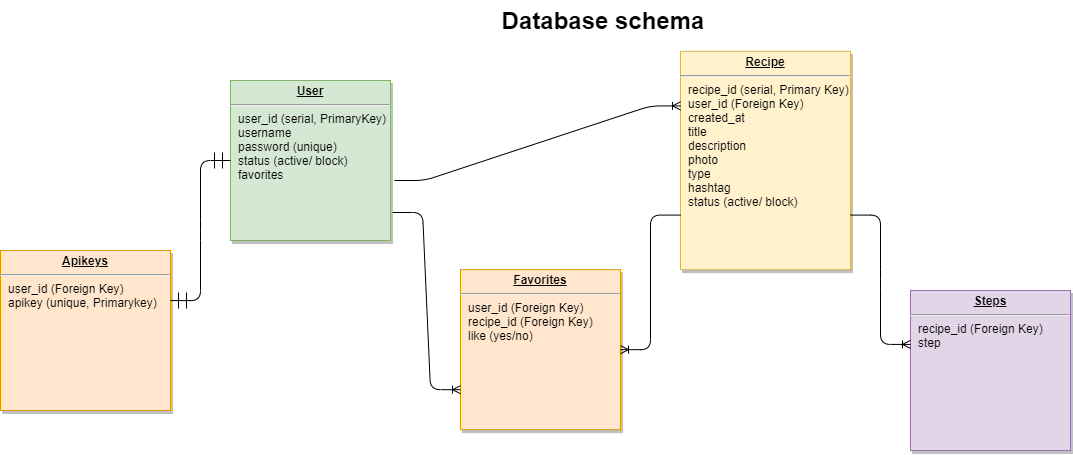 Database schema
User
user_id (serial, PrimaryKey)
username
password (unique)
status (active/ block)
favorites
Recipe
recipe_id (serial, Primary Key)
user_id (Foreign Key)
created_at
title
description
photo
type
hashtag
status (active/ block)
Apikeys
user_id (Foreign Key)
apikey (unique, Primarykey)
Favorites
user_id (Foreign Key)
recipe_id (Foreign Key)
like (yes/no)
Steps
recipe_id (Foreign Key)
step